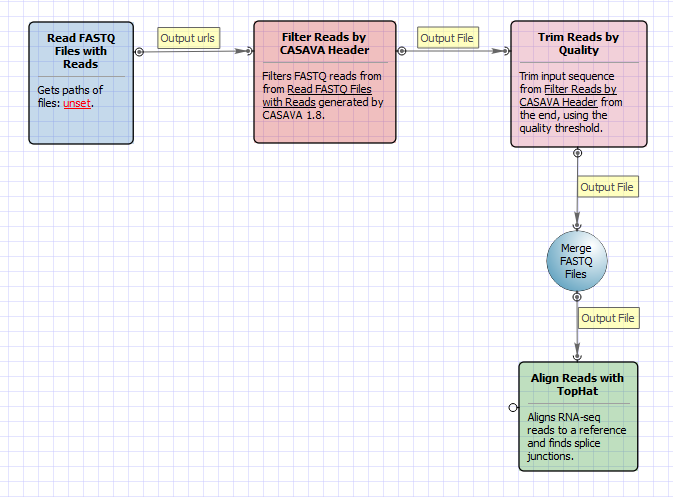 Read FASTQ
Files with
Reads
Gets paths of
files: unset.
Output urls
Filter Reads by
CASAVA Header
Filters FASTQ reads from
from Read FASTQ Files
with Reads generated by
CASAVA 1.8.
Output File
Trim Reads by
Quality
Trim input sequence
from Filter Reads by
CASAVA Header from
the end, using the
quality threshold.
Output File
Merge
FASTQ
Files
Output File
Align Reads with
TopHat
Aligns RNA-seq
reads to a reference
and finds splice
junctions.